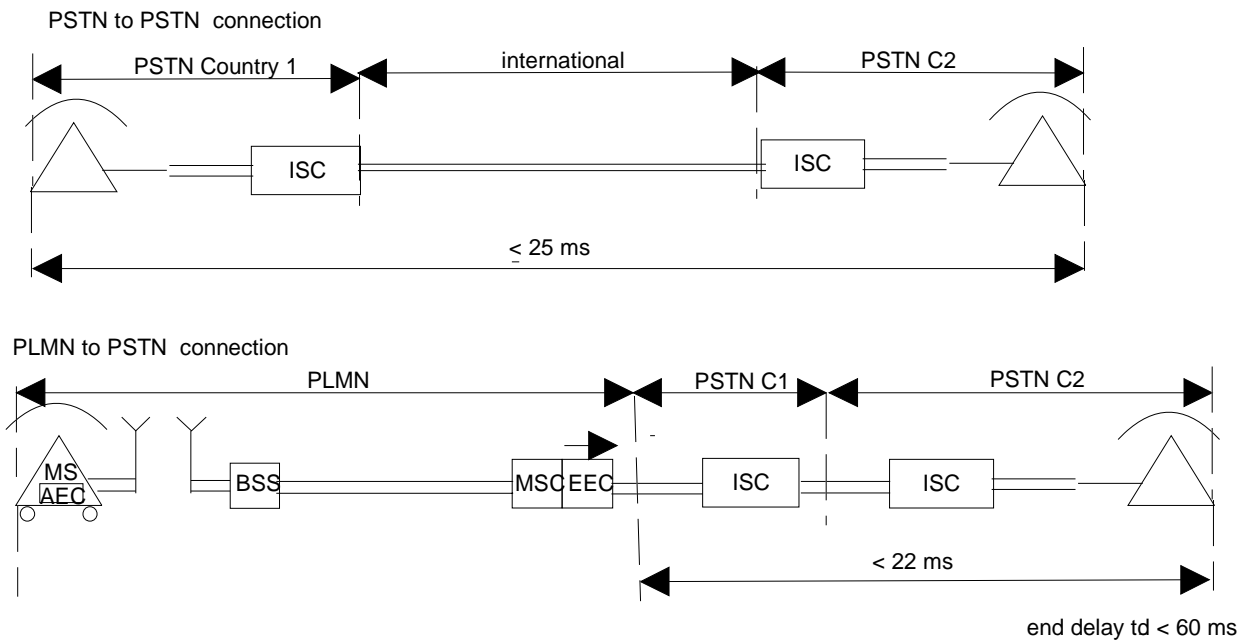 PSTN to PSTN connection
PSTN Country 1
international
PSTN C2
ISC
ISC
≤ 25 ms
PLMN to PSTN connection
PLMN
PSTN C1
PSTN C2
MS
AEC
BSS
MSC
EEC
ISC
ISC
< 22 ms
end delay td < 60 ms